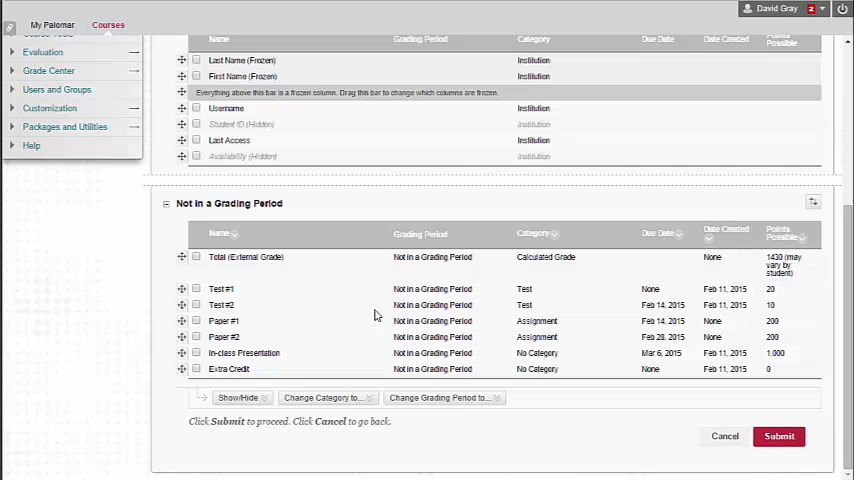 David Gray 2
My Palomar Courses
Evaluation
Grade Center
Users and Groups
Customization
Packages and Utilities
Help
Name Grading Period Category Due Date Date Created Points Possible
Last Name (Frozen) Institution
First Name (Frozen) Institution
Everything above this bar is a frozen column. Drag this bar to change which columns are frozen.
Username Institution
Student ID (Hidden) Institution
Last Access Institution
Availability (Hidden) Institution
Not in a Grading Period
Name Grading Period Category Due Date Date Created Points Possible
Total (External Grade) Not in a Grading Period Calculated Grade None 1430 (may vary by student)
Test #1 Not in a Grading Period Test None Feb 11, 2015 20
Test #2 Not in a Grading Period Test Feb 14, 2015 Feb 11, 2015 10
Paper #1 Not in a Grading Period Assignment Feb 14, 2015 None 200
Paper #2 Not in a Grading Period Assignment Feb 28, 2015 None 200
In-class Presentation Not in a Grading Period No Category Mar 6, 2015 Feb 11, 2015 1,000
Extra Credit Not in a Grading Period No Category None Feb 11, 2015 0
Show/Hide Change Category to... Change Grading Period to...
Click Submit to proceed. Click Cancel to go back.
Cancel Submit